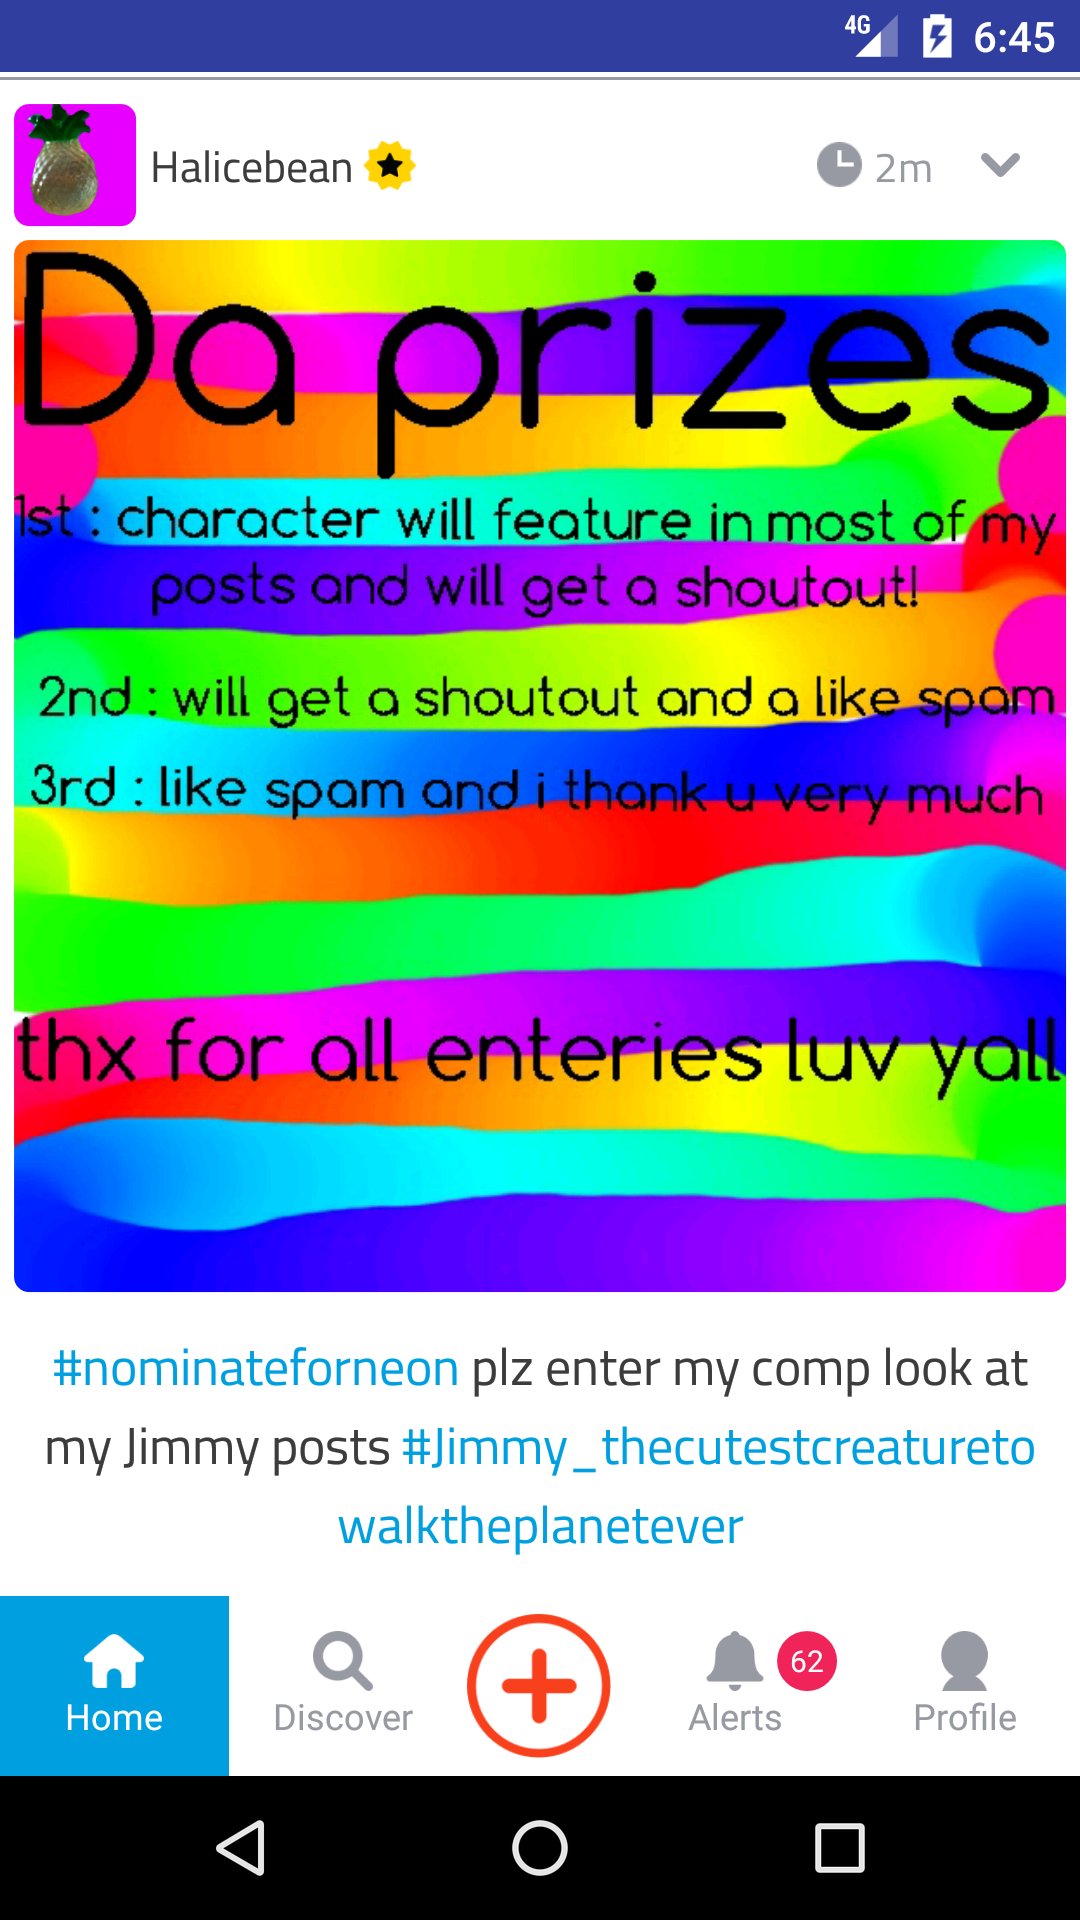 4G 6:45
Halicebean 2m
Da prizes
1st : character will feature in most of my
posts and will get a shoutout!
2nd : will get a shoutout and a like spam
3rd : like spam and i thank u very much
thx for all enteries luv yall
#nominateforneon plz enter my comp look at
my Jimmy posts #Jimmy_thecutestcreatureto
walktheplanetever
62
Home Discover Alerts Profile